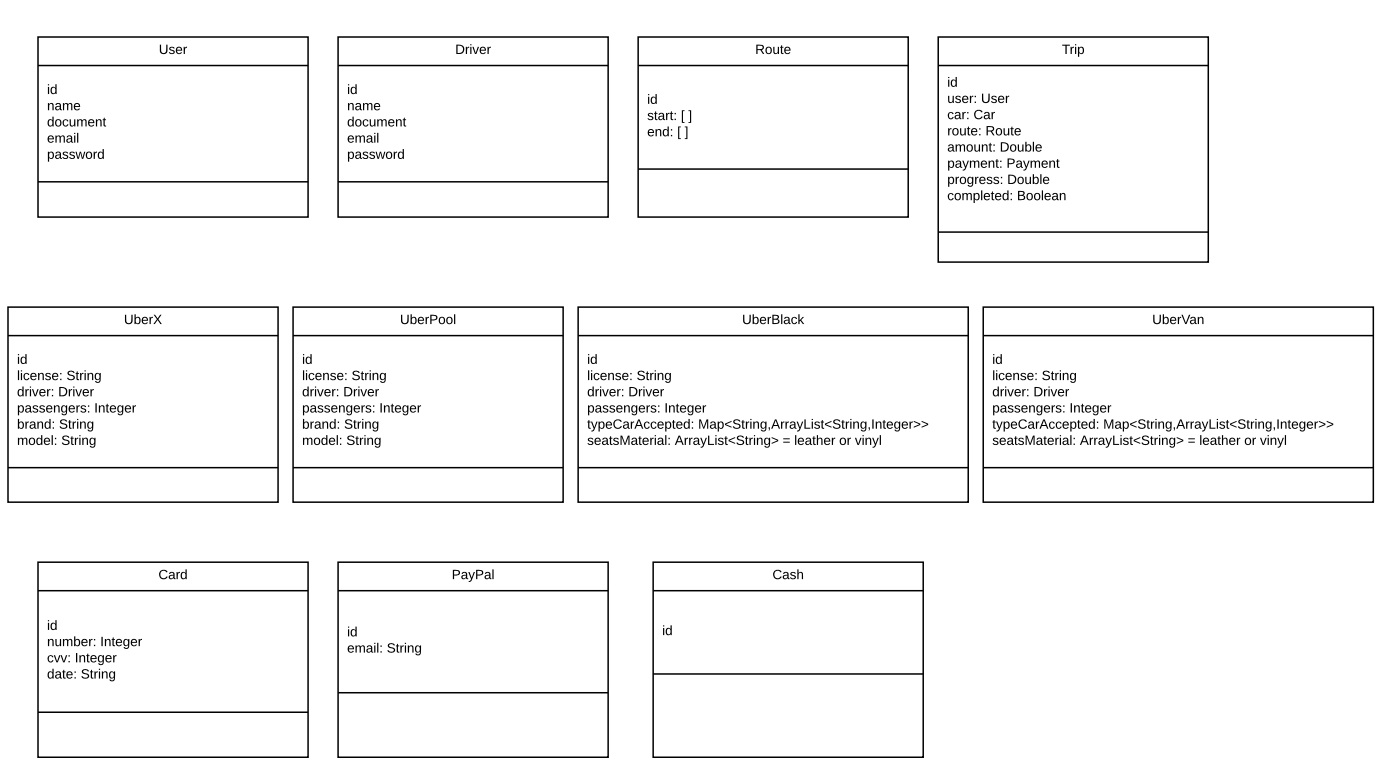 User
id
name
document
email
password
Driver
id
name
document
email
password
Route
id
start: [ ]
end: [ ]
Trip
id
user: User
car: Car
route: Route
amount: Double
payment: Payment
progress: Double
completed: Boolean
UberX
id
license: String
driver: Driver
passengers: Integer
brand: String
model: String
UberPool
id
license: String
driver: Driver
passengers: Integer
brand: String
model: String
UberBlack
id
license: String
driver: Driver
passengers: Integer
typeCarAccepted: Map<String,ArrayList<String,Integer>>
seatsMaterial: ArrayList<String> = leather or vinyl
UberVan
id
license: String
driver: Driver
passengers: Integer
typeCarAccepted: Map<String,ArrayList<String,Integer>>
seatsMaterial: ArrayList<String> = leather or vinyl
Card
id
number: Integer
cvv: Integer
date: String
PayPal
id
email: String
Cash
id